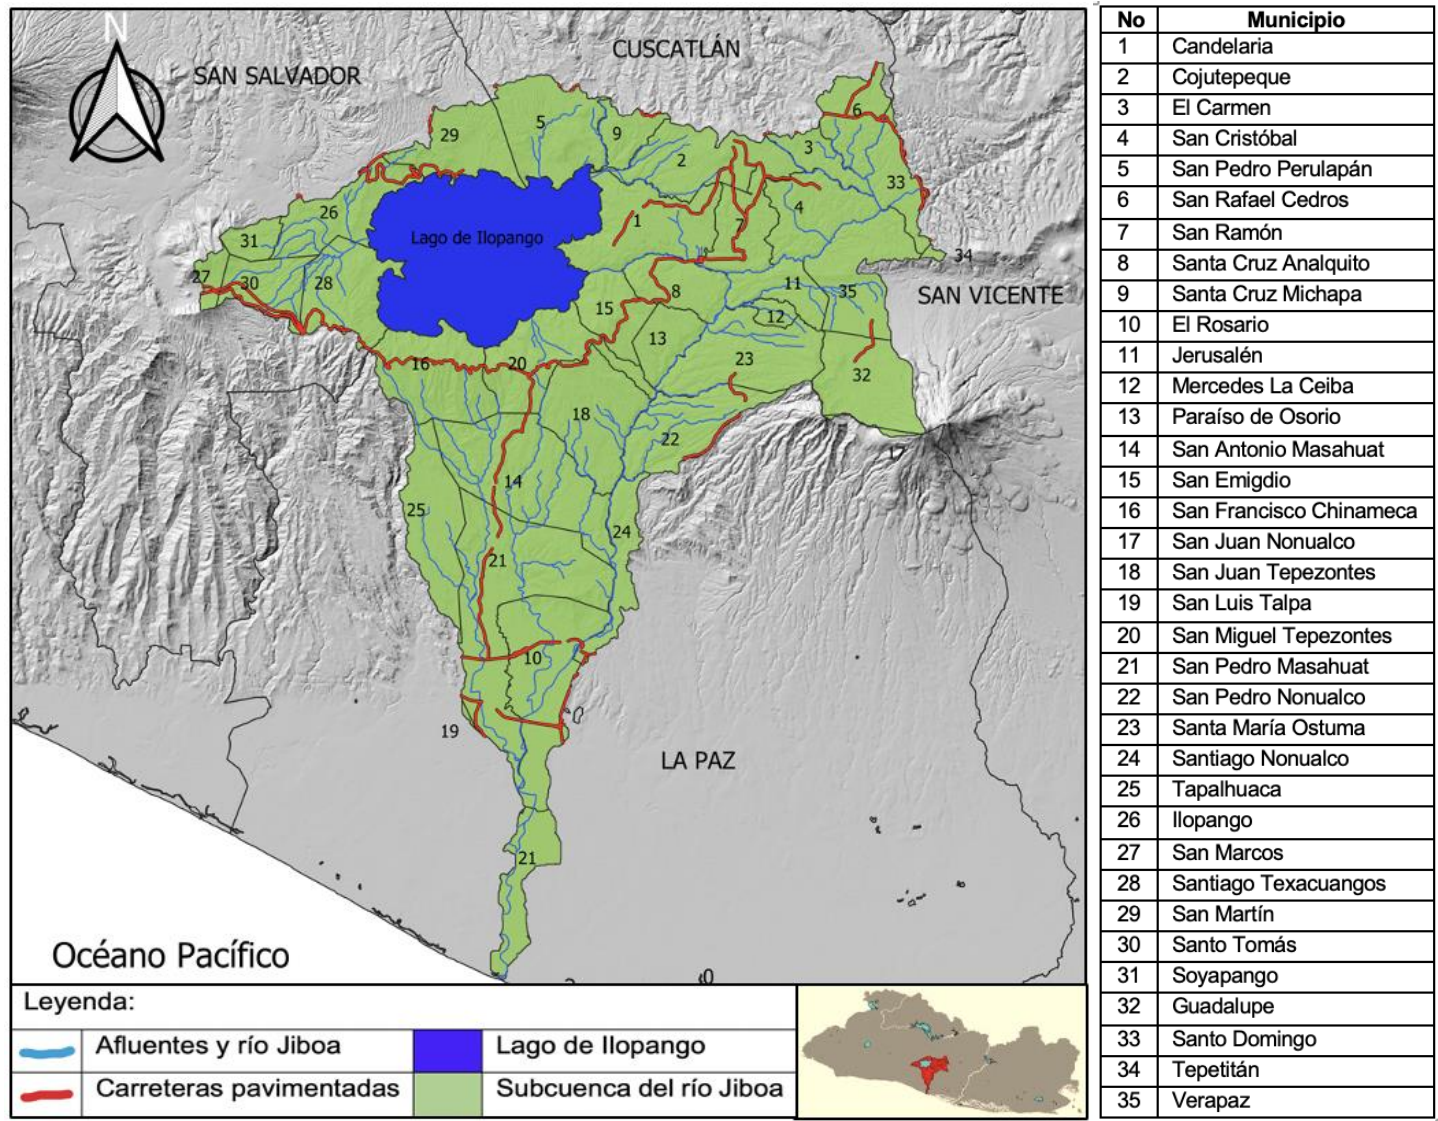 N
CUSCATLÁN
SAN SALVADOR
6
29
5
9
2
3
33
26
1
4
7
Lago de Ilopango
31
34
27
30
28
11
35
SAN VICENTE
8
15
12
13
16
20
23
32
18
22
17
14
25
24
21
10
19
LA PAZ
21
Océano Pacífico
Leyenda:
Afluentes y río Jiboa
Lago de Ilopango
Carreteras pavimentadas
Subcuenca del río Jiboa
No Municipio
1 Candelaria
2 Cojutepeque
3 El Carmen
4 San Cristóbal
5 San Pedro Perulapán
6 San Rafael Cedros
7 San Ramón
8 Santa Cruz Analquito
9 Santa Cruz Michapa
10 El Rosario
11 Jerusalén
12 Mercedes La Ceiba
13 Paraíso de Osorio
14 San Antonio Masahuat
15 San Emigdio
16 San Francisco Chinameca
17 San Juan Nonualco
18 San Juan Tepezontes
19 San Luis Talpa
20 San Miguel Tepezontes
21 San Pedro Masahuat
22 San Pedro Nonualco
23 Santa María Ostuma
24 Santiago Nonualco
25 Tapalhuaca
26 Ilopango
27 San Marcos
28 Santiago Texacuangos
29 San Martín
30 Santo Tomás
31 Soyapango
32 Guadalupe
33 Santo Domingo
34 Tepetitán
35 Verapaz